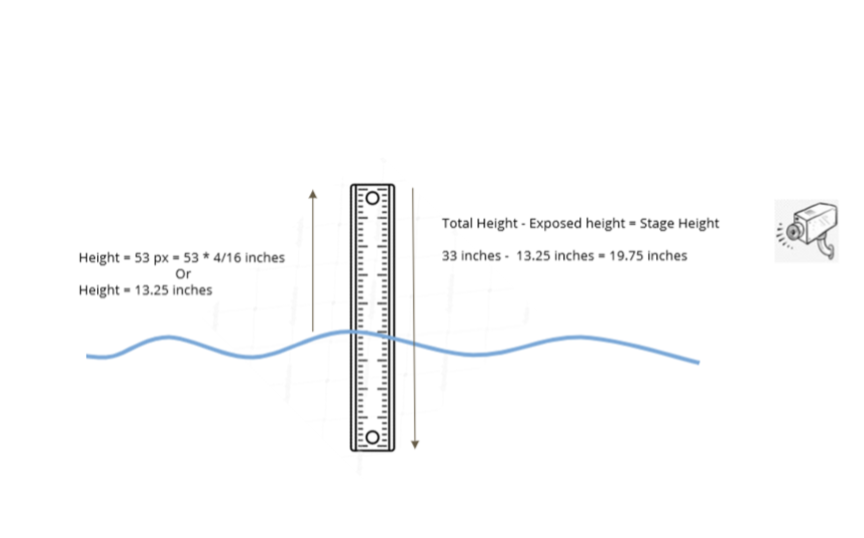 Total Height - Exposed height = Stage Height
33 inches - 13.25 inches = 19.75 inches
Height = 53 px = 53 * 4/16 inches
Or
Height = 13.25 inches